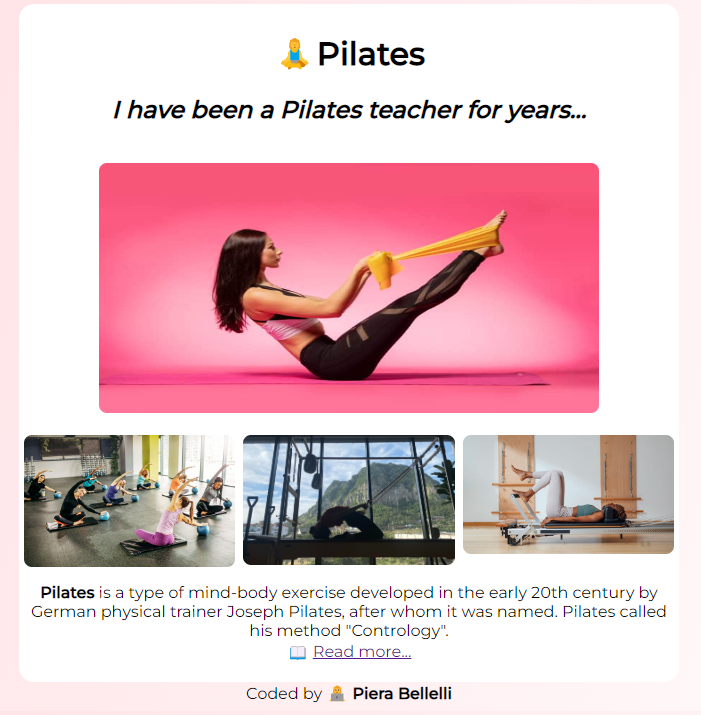 🧘 Pilates
I have been a Pilates teacher for years...
Pilates is a type of mind-body exercise developed in the early 20th century by
German physical trainer Joseph Pilates, after whom it was named. Pilates called
his method "Contrology".
📖 Read more...
Coded by 👩‍💻 Piera Bellelli